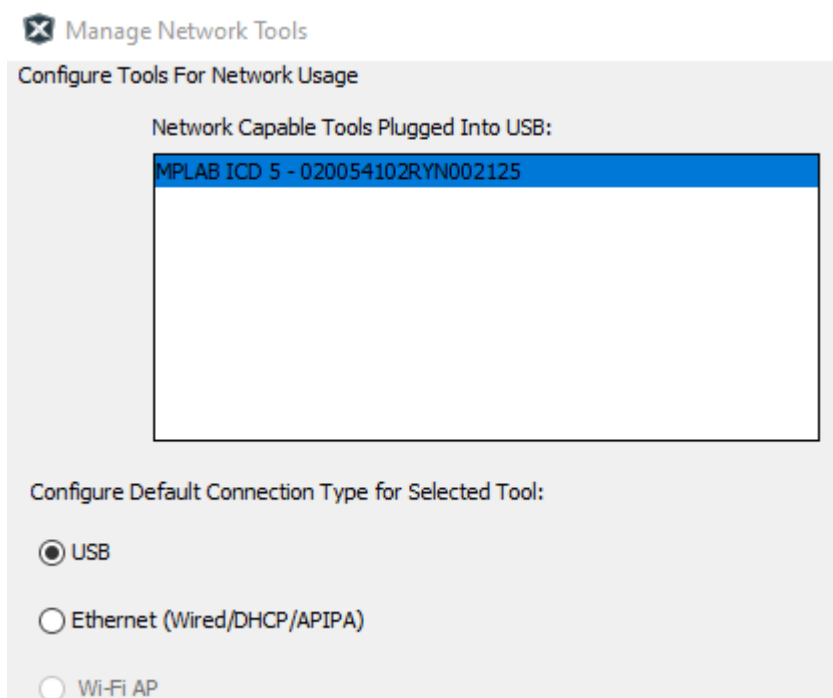 Manage Network Tools
Configure Tools For Network Usage
Network Capable Tools Plugged Into USB:
MPLAB ICD 5 - 020054102RYN002125
Configure Default Connection Type for Selected Tool:
USB
Ethernet (Wired/DHCP/APIPA)
Wi-Fi AP